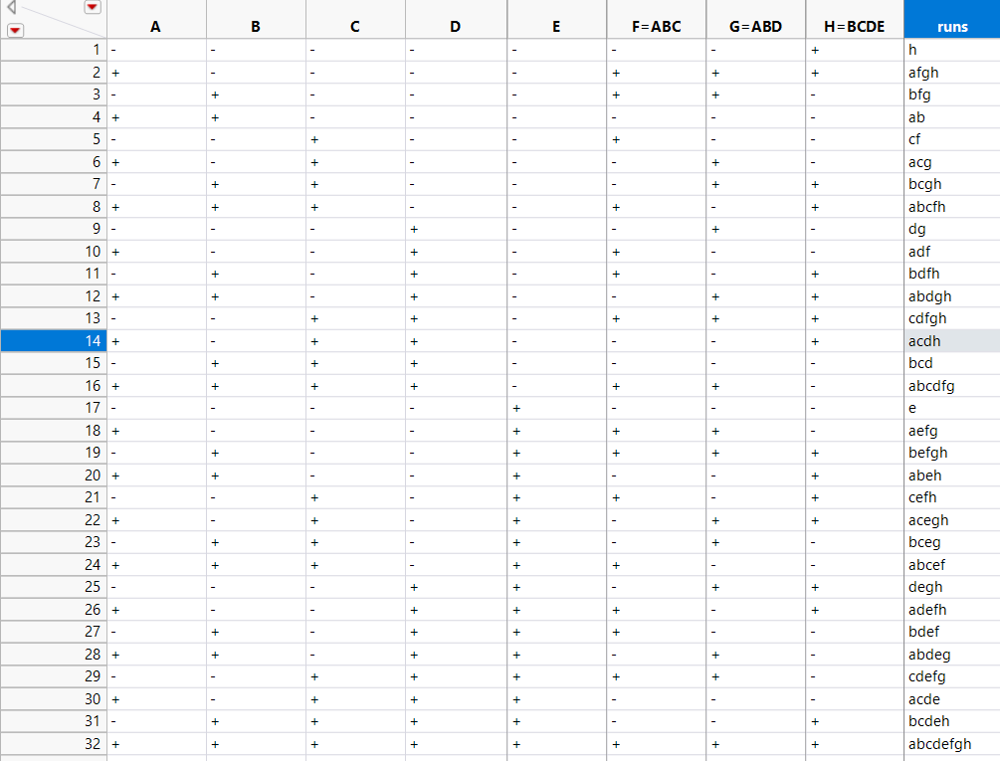 A B C D E F=ABC G=ABD H=BCDE runs
1 - - - - - - - + h
2 + - - - - + + + afgh
3 - + - - - + + - bfg
4 + + - - - - - - ab
5 - - + - - + - - cf
6 + - + - - - + - acg
7 - + + - - - + + bcgh
8 + + + - - + - + abcfh
9 - - - + - - + - dg
10 + - - + - + - - adf
11 - + - + - + - + bdfh
12 + + - + - - + + abdgh
13 - - + + - + + + cdfgh
14 + - + + - - - + acdh
15 - + + + - - - - bcd
16 + + + + - + + - abcdfg
17 - - - - + - - - e
18 + - - - + + + - aefg
19 - + - - + + + + befgh
20 + + - - + - - + abeh
21 - - + - + + - + cefh
22 + - + - + - + + acegh
23 - + + - + - + - bceg
24 + + + - + + - - abcef
25 - - - + + - + + degh
26 + - - + + + - + adefh
27 - + - + + + - - bdef
28 + + - + + - + - abdeg
29 - - + + + + + - cdefg
30 + - + + + - - - acde
31 - + + + + - - + bcdeh
32 + + + + + + + + abcdefgh